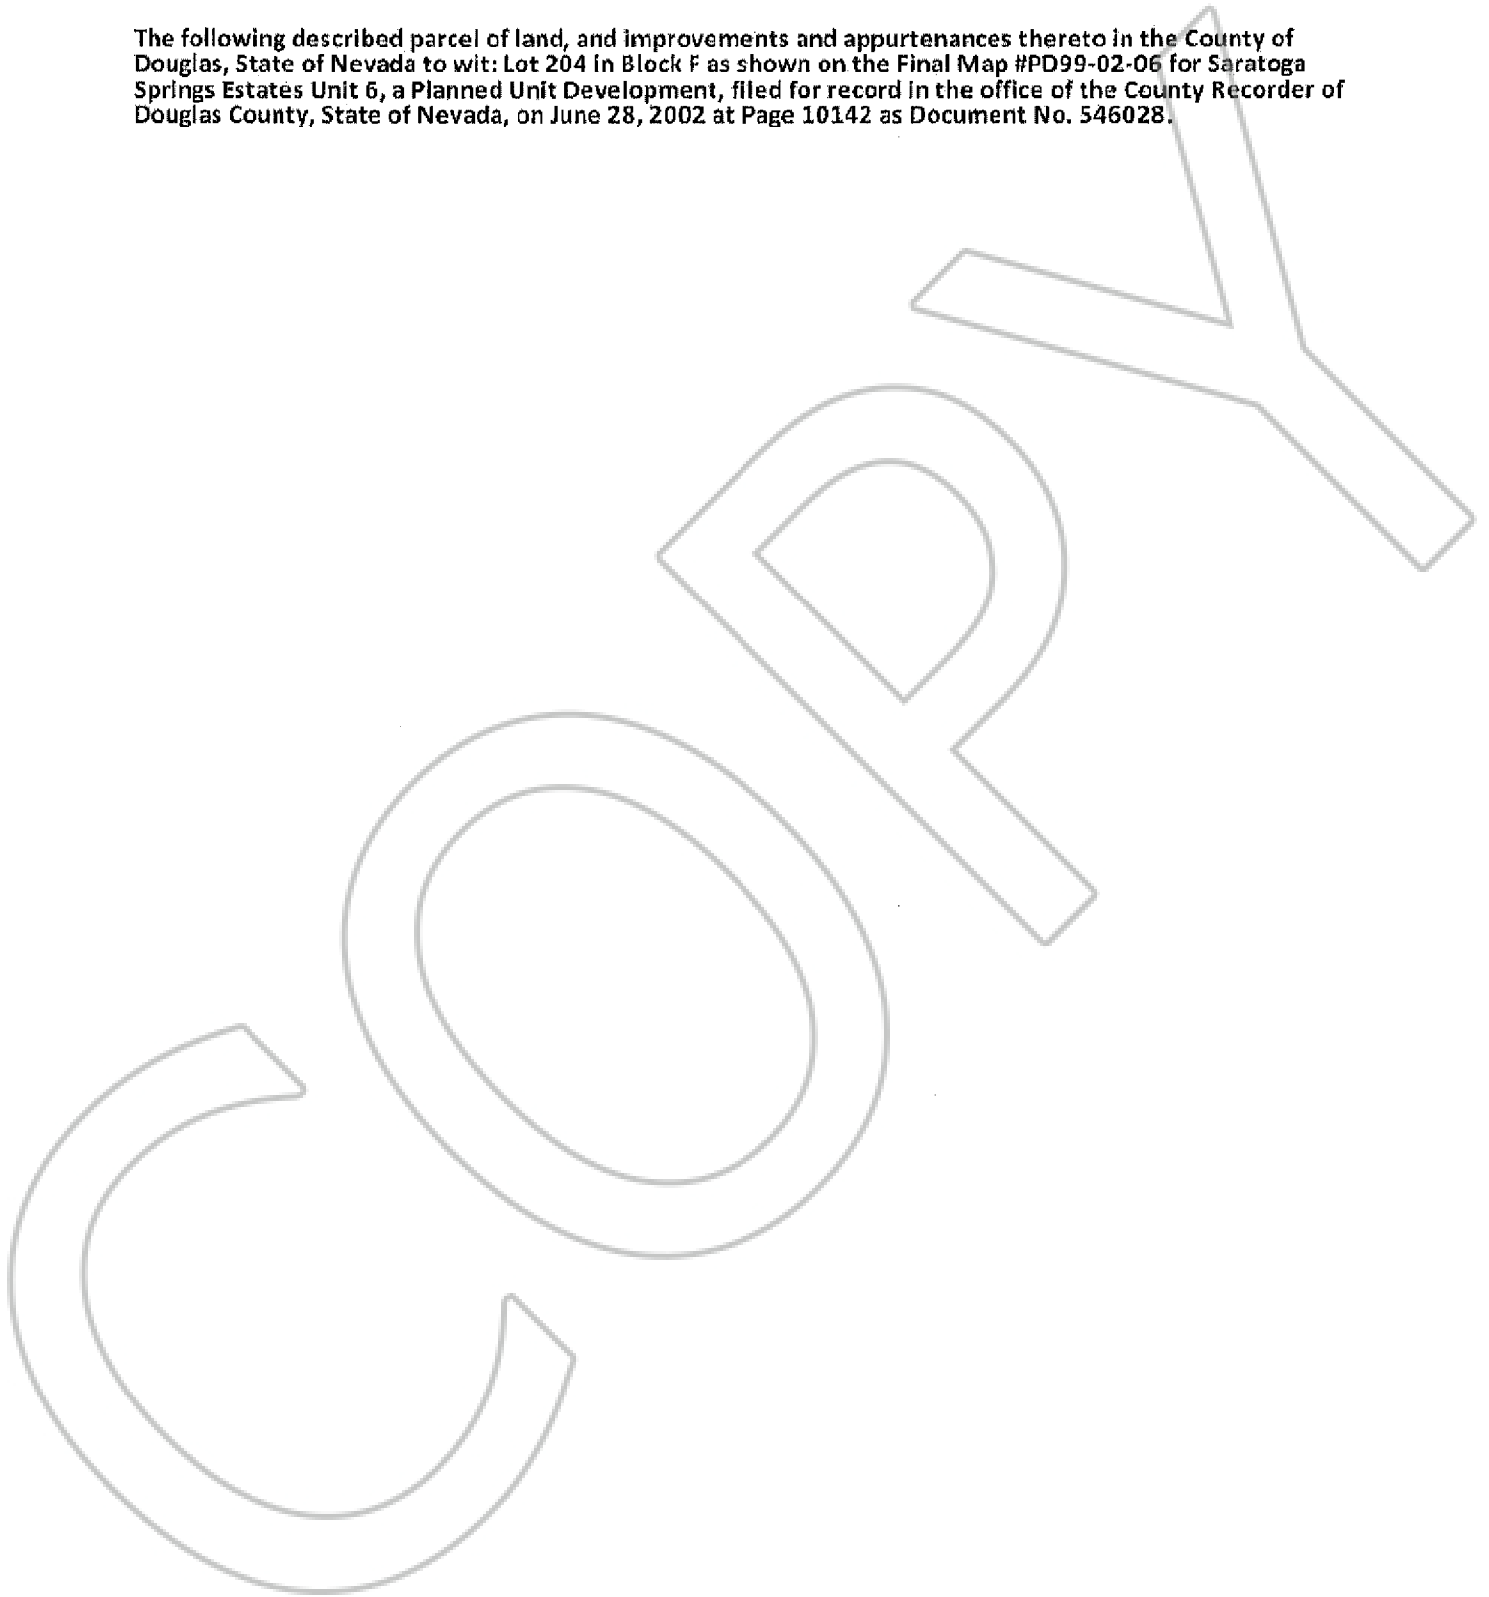 The following described parcel of land, and improvements and appurtenances thereto in the County of
Douglas, State of Nevada to wit: Lot 204 in Block F as shown on the Final Map #PD99-02-06 for Saratoga
Springs Estates Unit 6, a Planned Unit Development, filed for record in the office of the County Recorder of
Douglas County, State of Nevada, on June 28, 2002 at Page 10142 as Document No. 546028.
COPY